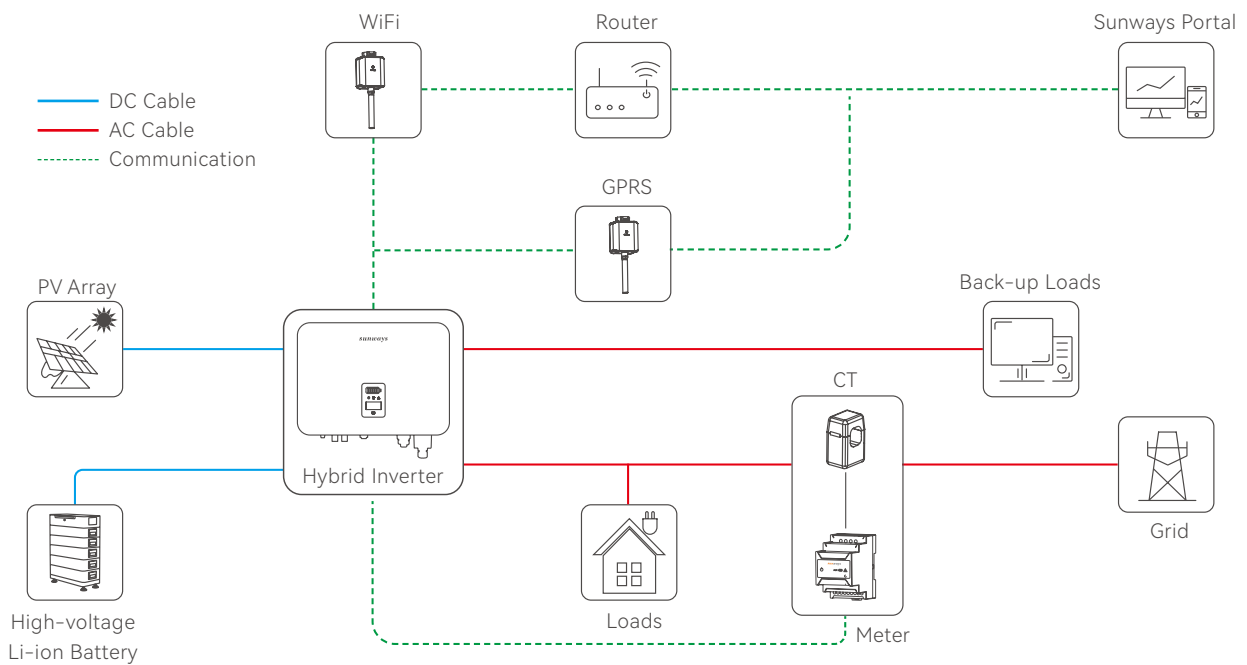 WiFi
Router
Sunways Portal
DC Cable
AC Cable
Communication
GPRS
PV Array
Back-up Loads
sunways
CT
Hybrid Inverter
Grid
High-voltage
Li-ion Battery
Loads
Meter